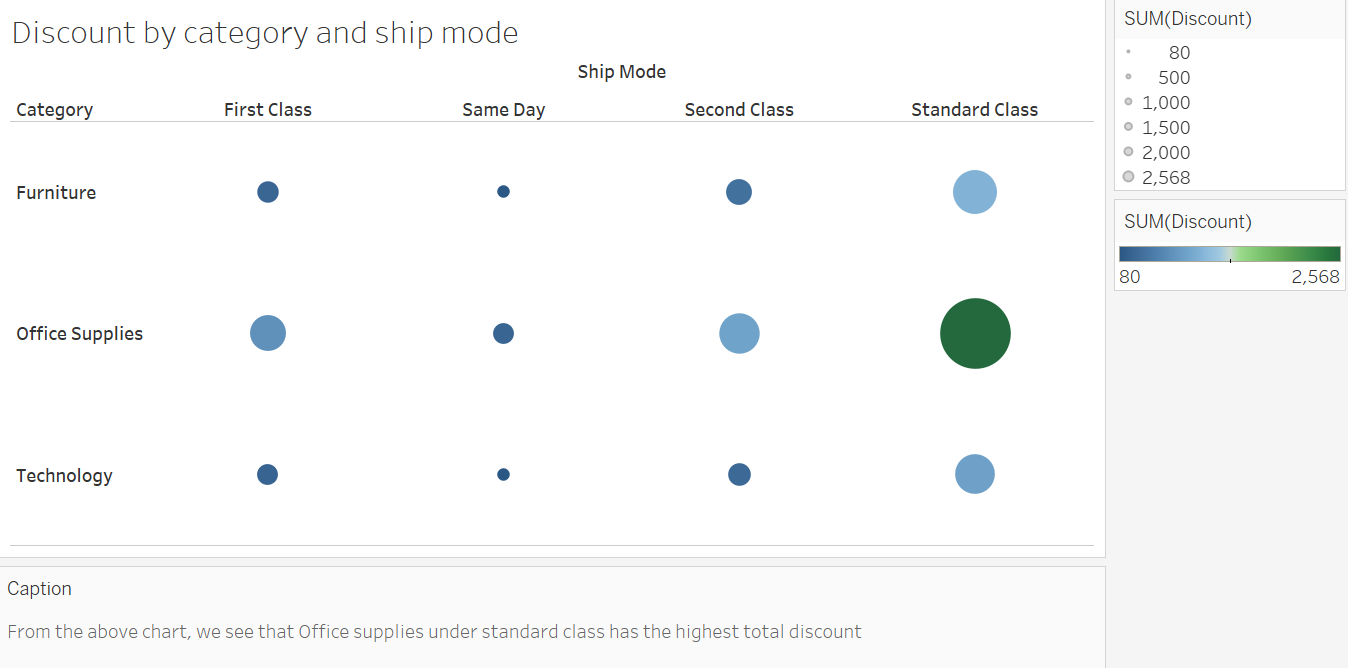 Discount by category and ship mode
Ship Mode
Category First Class Same Day Second Class Standard Class
Furniture
Office Supplies
Technology
Caption
From the above chart, we see that Office supplies under standard class has the highest total discount
SUM(Discount)
80
500
1,000
1,500
2,000
2,568
SUM(Discount)
80 2,568